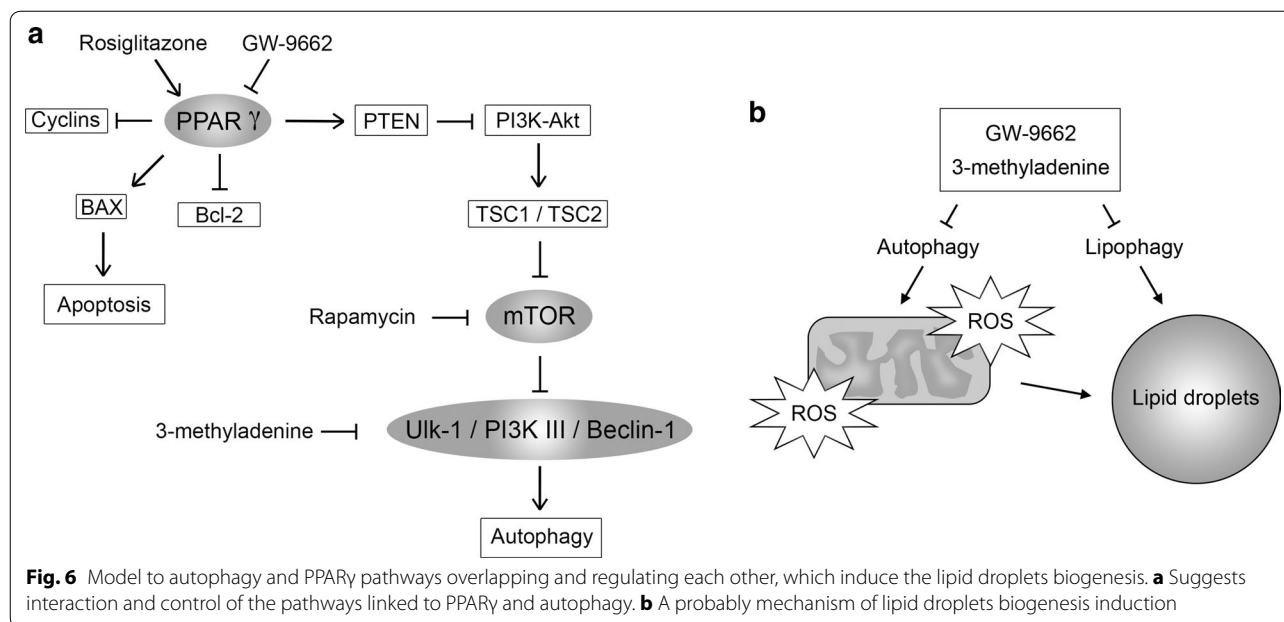 a
Rosiglitazone
GW-9662
Cyclins
PPAR γ
PTEN
PI3K-Akt
BAX
Bcl-2
TSC1 / TSC2
Apoptosis
Rapamycin
mTOR
3-methyladenine
Ulk-1 / PI3K III / Beclin-1
Autophagy
b
GW-9662
3-methyladenine
Autophagy
Lipophagy
ROS
ROS
Lipid droplets
Fig. 6 Model to autophagy and PPARγ pathways overlapping and regulating each other, which induce the lipid droplets biogenesis. a Suggests
interaction and control of the pathways linked to PPARγ and autophagy. b A probably mechanism of lipid droplets biogenesis induction